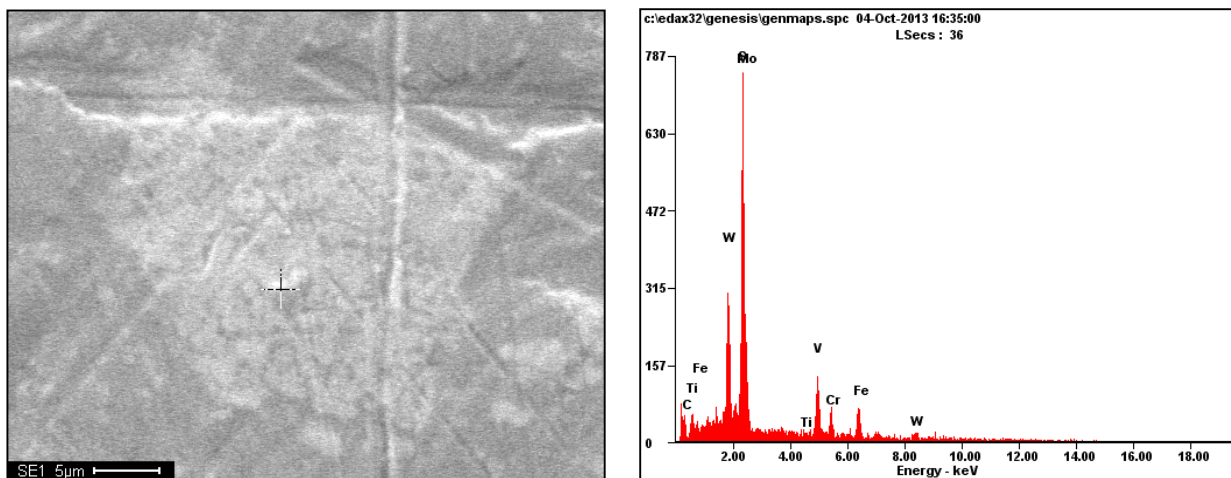 c:\edax32\genesis\genmaps.spc 04-Oct-2013 16:35:00
LSecs : 36
787
630
472
315
157
0
Mo
W
V
Fe
Ti
C
Cr
Fe
Ti
W
2.00 4.00 6.00 8.00 10.00 12.00 14.00 16.00 18.00
Energy - keV
SE1 5µm